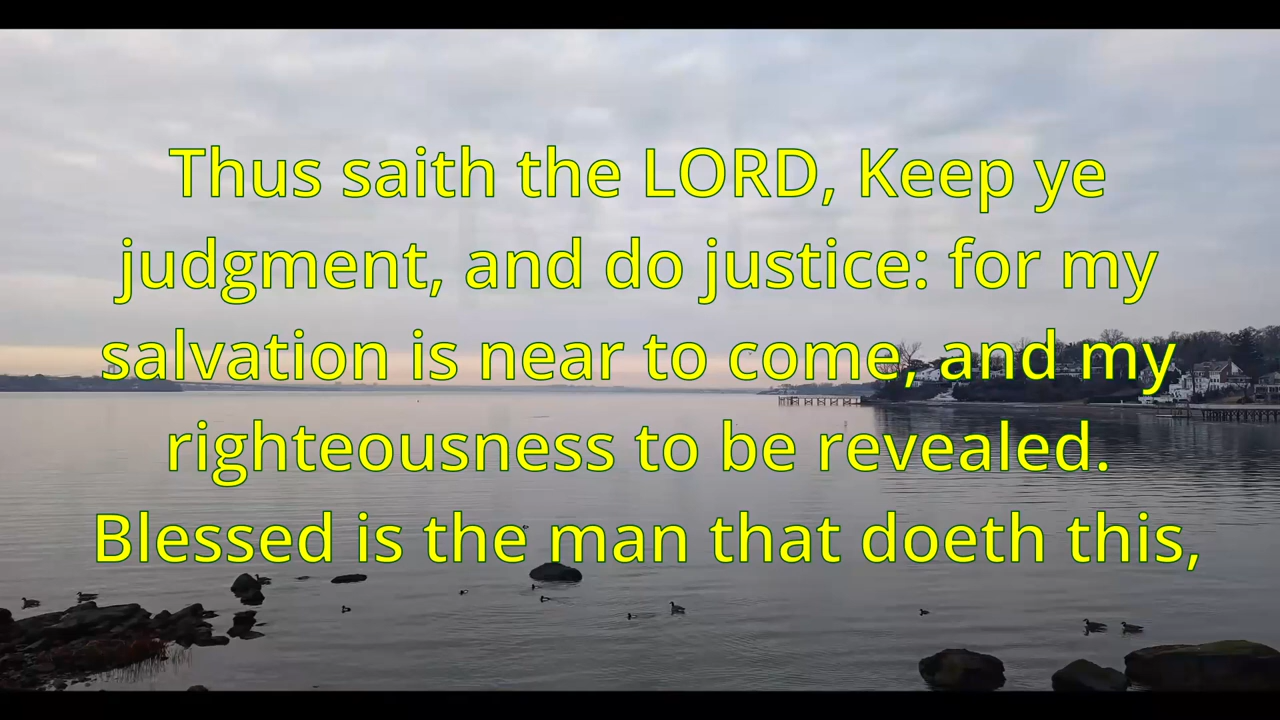 Thus saith the LORD, Keep ye
judgment, and do justice: for my
salvation is near to come, and my
righteousness to be revealed.
Blessed is the man that doeth this,